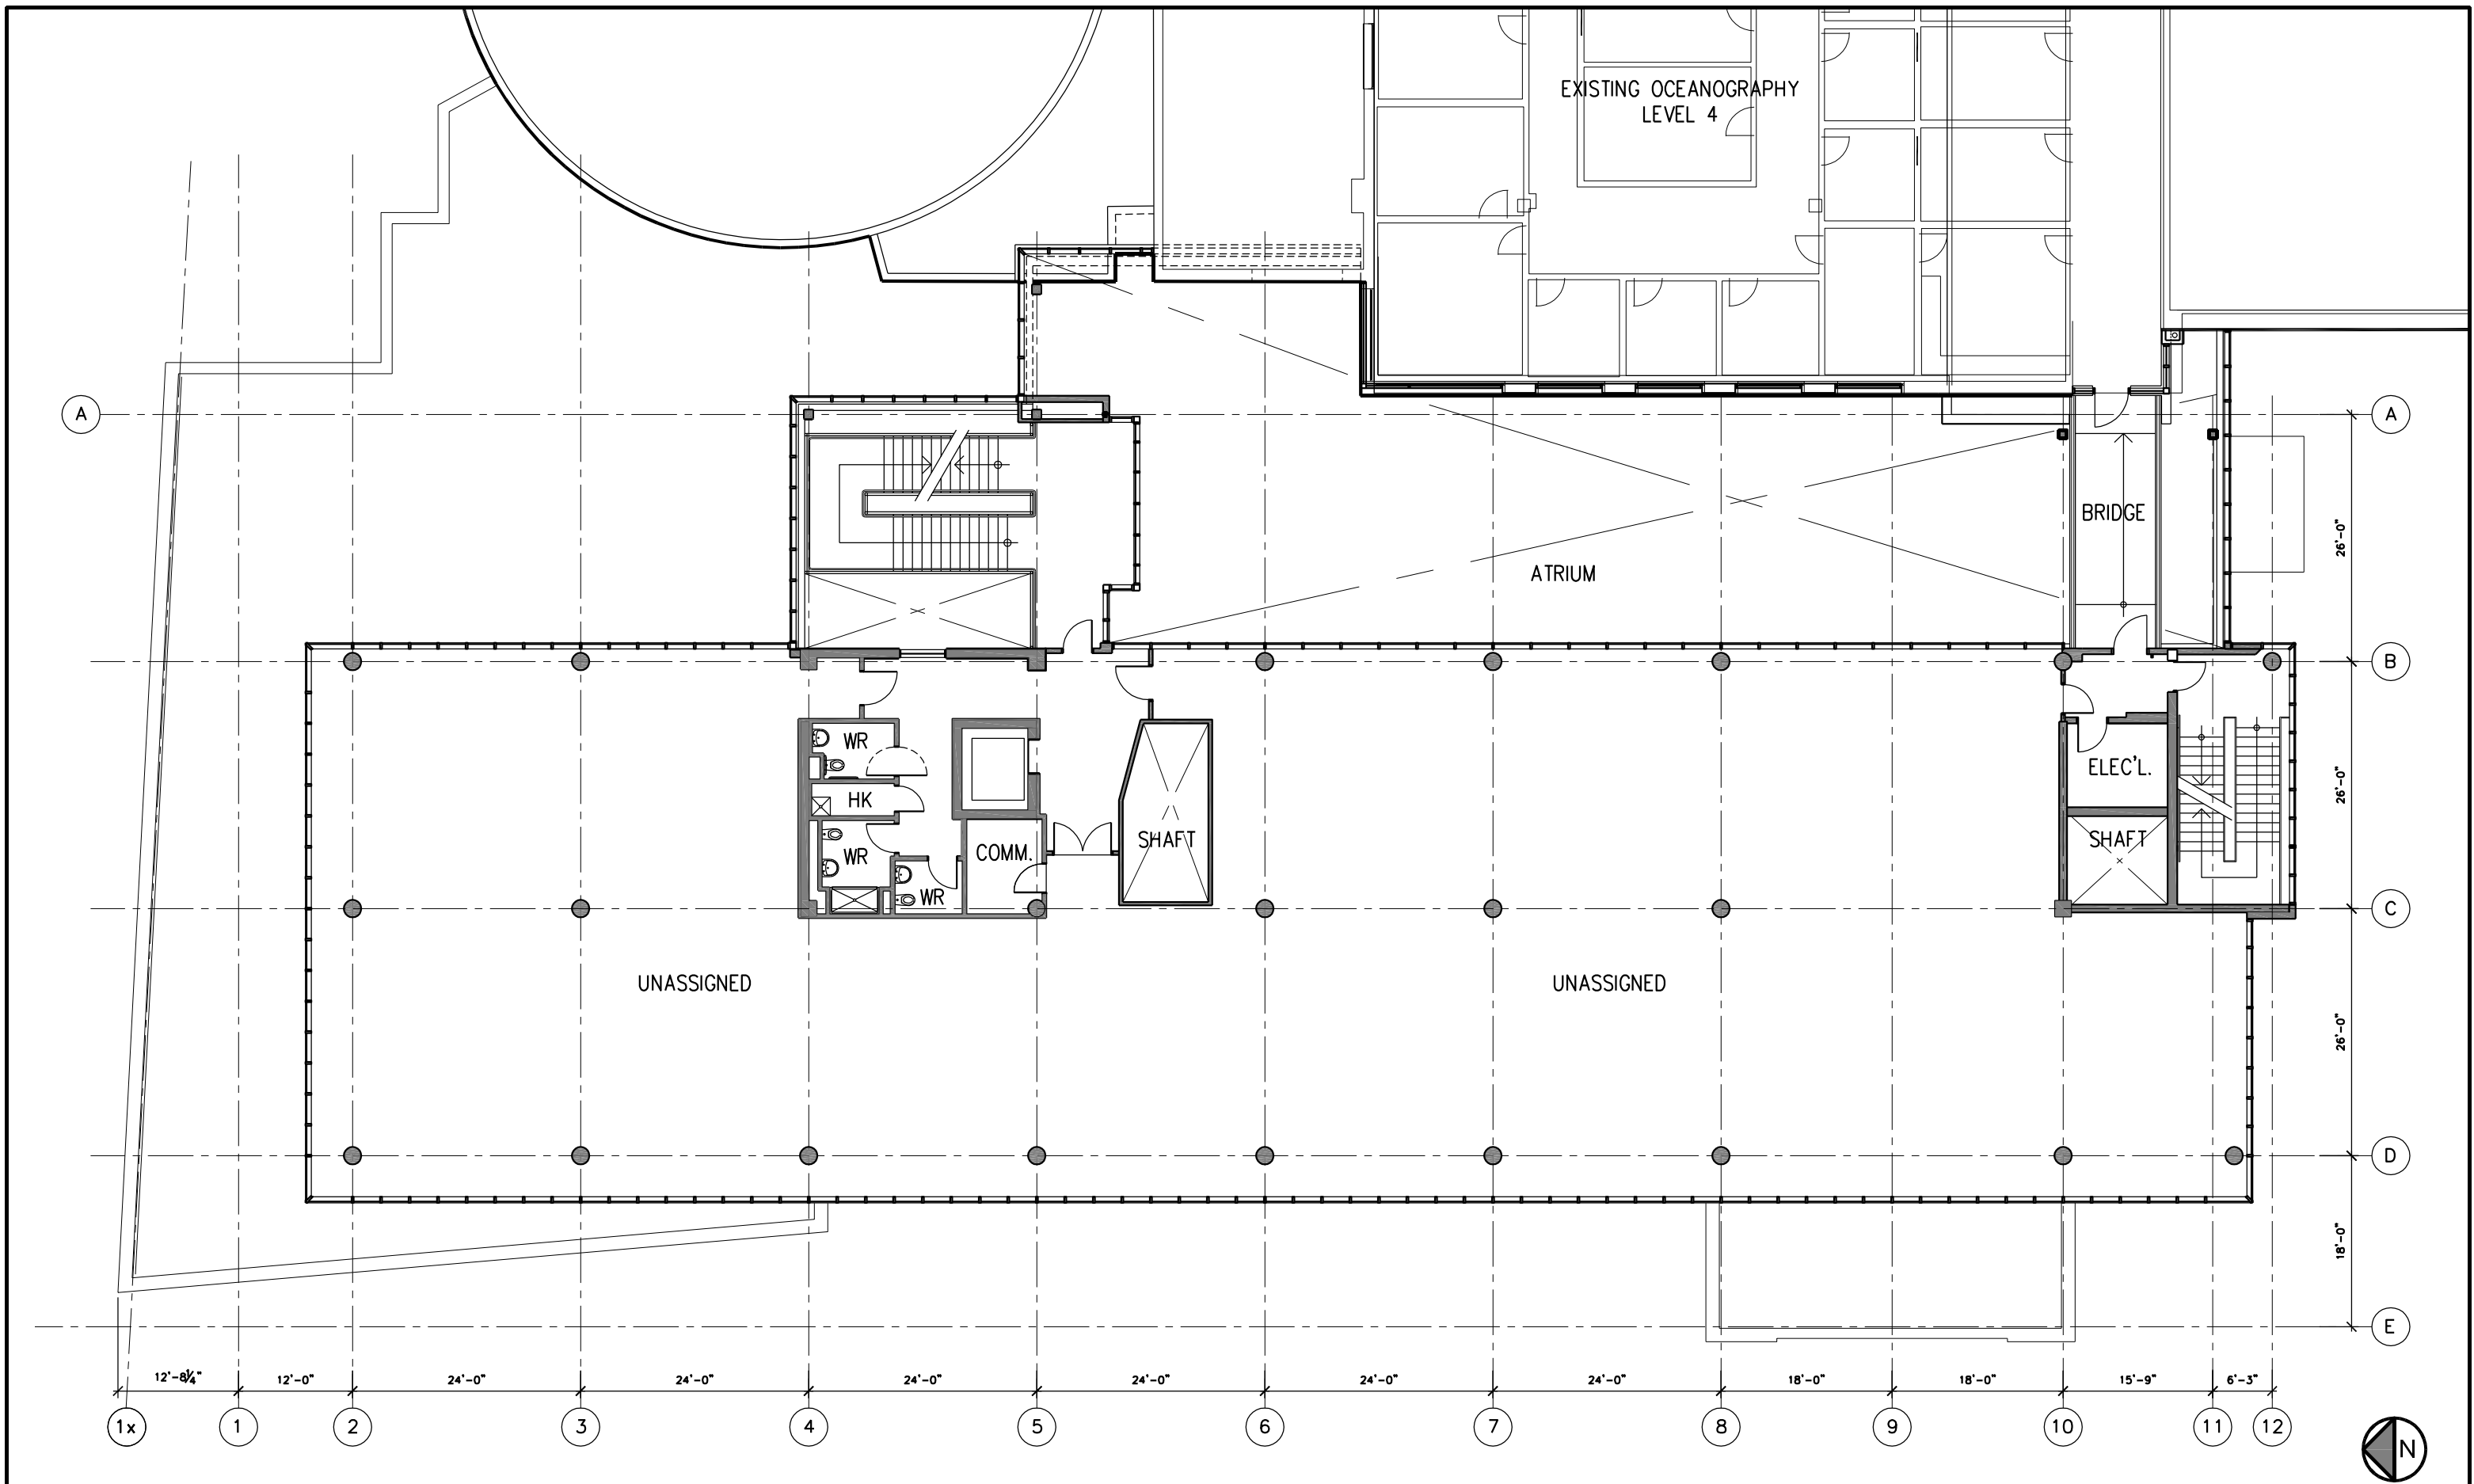 EXISTING OCEANOGRAPHY
LEVEL 4
A
A
BRIDGE
26'-0"
ATRIUM
B
WR
ELEC'L.
26'-0"
HK
SHAFT
SHAFT
COMM.
WR
WR
C
UNASSIGNED
UNASSIGNED
26'-0"
D
18'-0"
E
12'-8¼"
12'-0"
24'-0"
24'-0"
24'-0"
24'-0"
24'-0"
24'-0"
18'-0"
18'-0"
15'-9"
6'-3"
1x
1
2
3
4
5
6
7
8
9
10
11
12
N